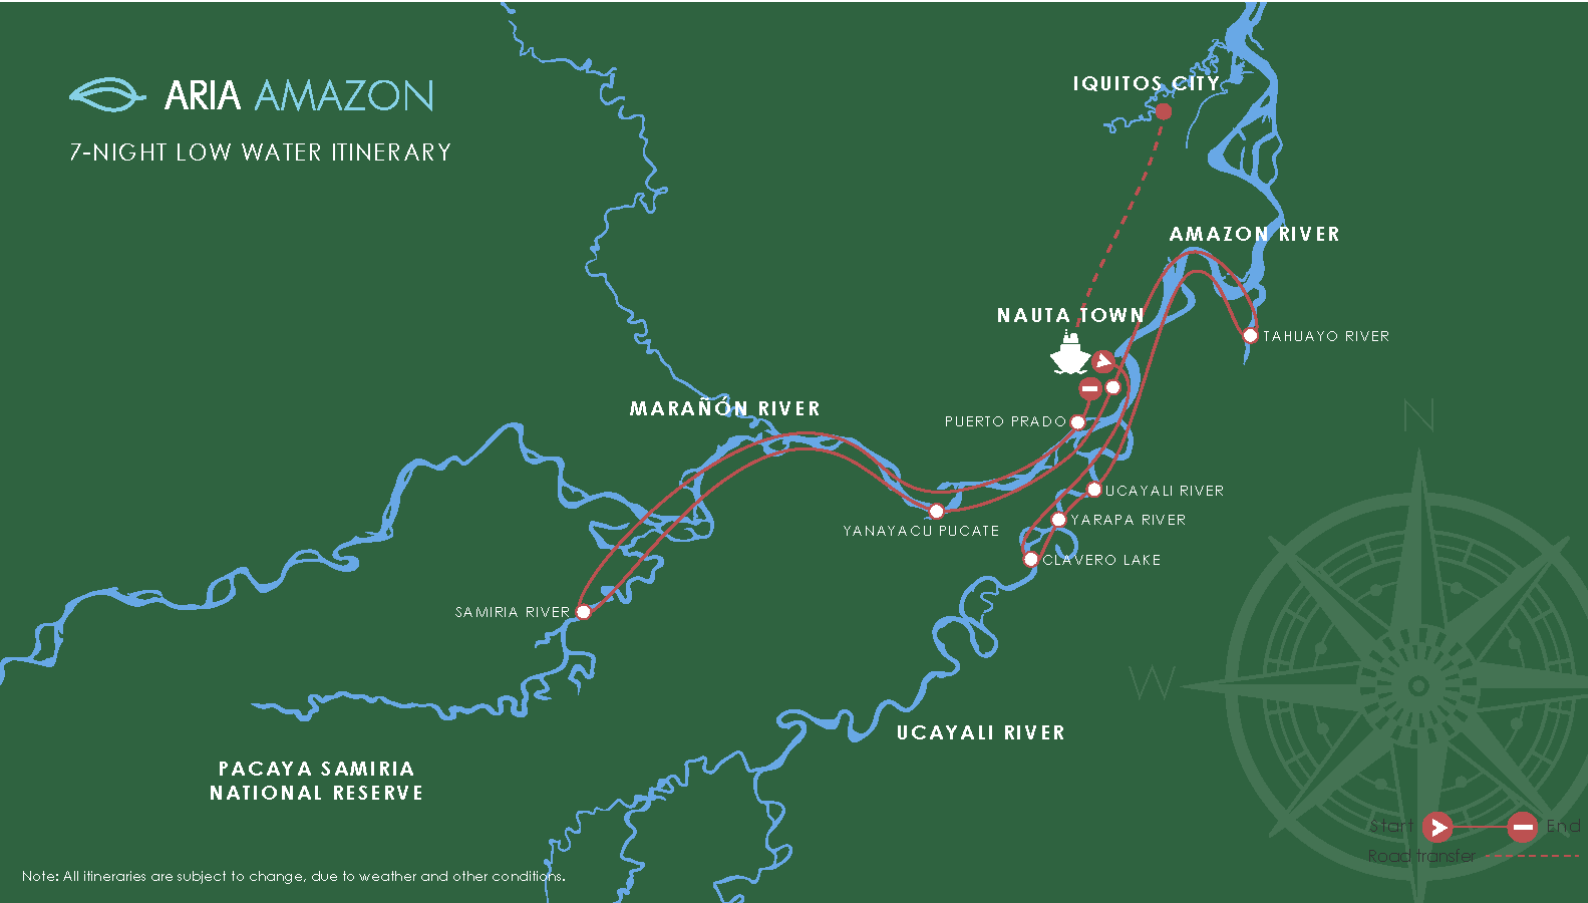 ARIA AMAZON
7-NIGHT LOW WATER ITINERARY
IQUITOS CITY
AMAZON RIVER
NAUTA TOWN
TAHUAYO RIVER
MARAÑÓN RIVER
PUERTO PRADO
UCAYALI RIVER
YARAPA RIVER
YANAYACU PUCATE
CLAVERO LAKE
SAMIRIA RIVER
UCAYALI RIVER
PACAYA SAMIRIA
NATIONAL RESERVE
N
W
Start
End
Road transfer
Note: All itineraries are subject to change, due to weather and other conditions.